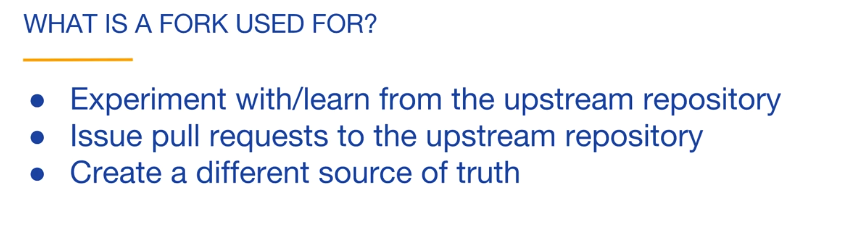 WHAT IS A FORK USED FOR?
● Experiment with/learn from the upstream repository
● Issue pull requests to the upstream repository
● Create a different source of truth